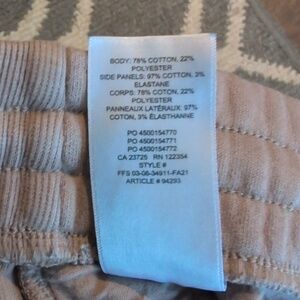 BODY: 78% COTTON, 22%
POLYESTER
SIDE PANELS: 97% COTTON, 3%
ELASTANE
CORPS: 78% COTON, 22%
POLYESTER
PANNEAUX LATÉRAUX: 97%
COTON, 3% ÉLASTHANNE
PO 4500154770
PO 4500154771
PO 4500154772
CA 23725 RN 122354
STYLE #
FFS 03-06-34911-FA21
ARTICLE # 94293